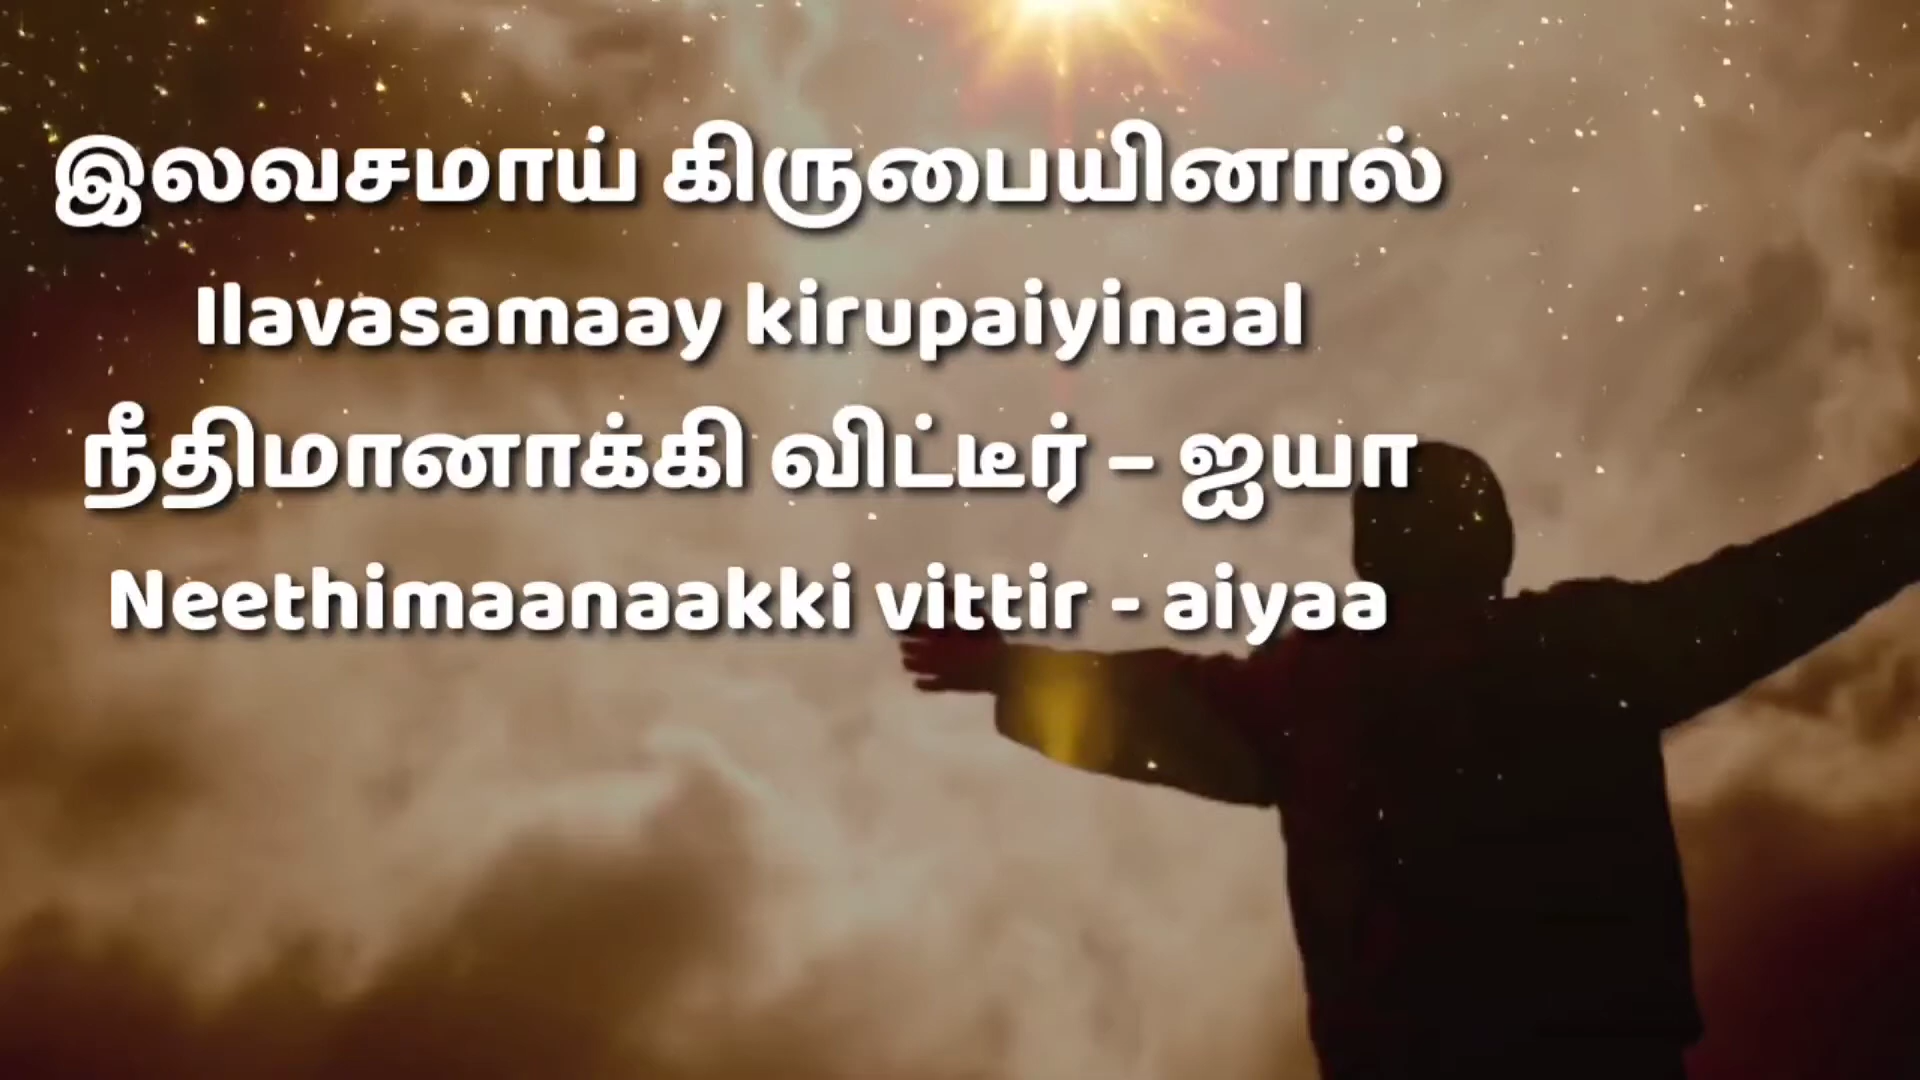 இலவசமாய் கிருபையினால்
Ilavasamaay kirupaiyinaal
நீதிமானாக்கி விட்டீர் – ஐயா
Neethimaanaakki vittir - aiyaa